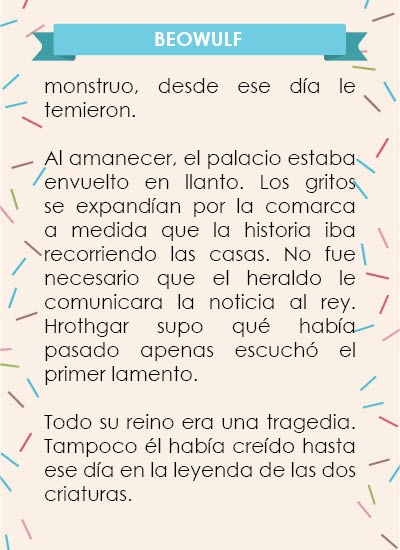 BEOWULF
monstruo, desde ese día le
temieron.
Al amanecer, el palacio estaba
envuelto en llanto. Los gritos
se expandían por la comarca
a medida que la historia iba
recorriendo las casas. No fue
necesario que el heraldo le
comunicara la noticia al rey.
Hrothgar supo qué había
pasado apenas escuchó el
primer lamento.
Todo su reino era una tragedia.
Tampoco él había creído hasta
ese día en la leyenda de las dos
criaturas.